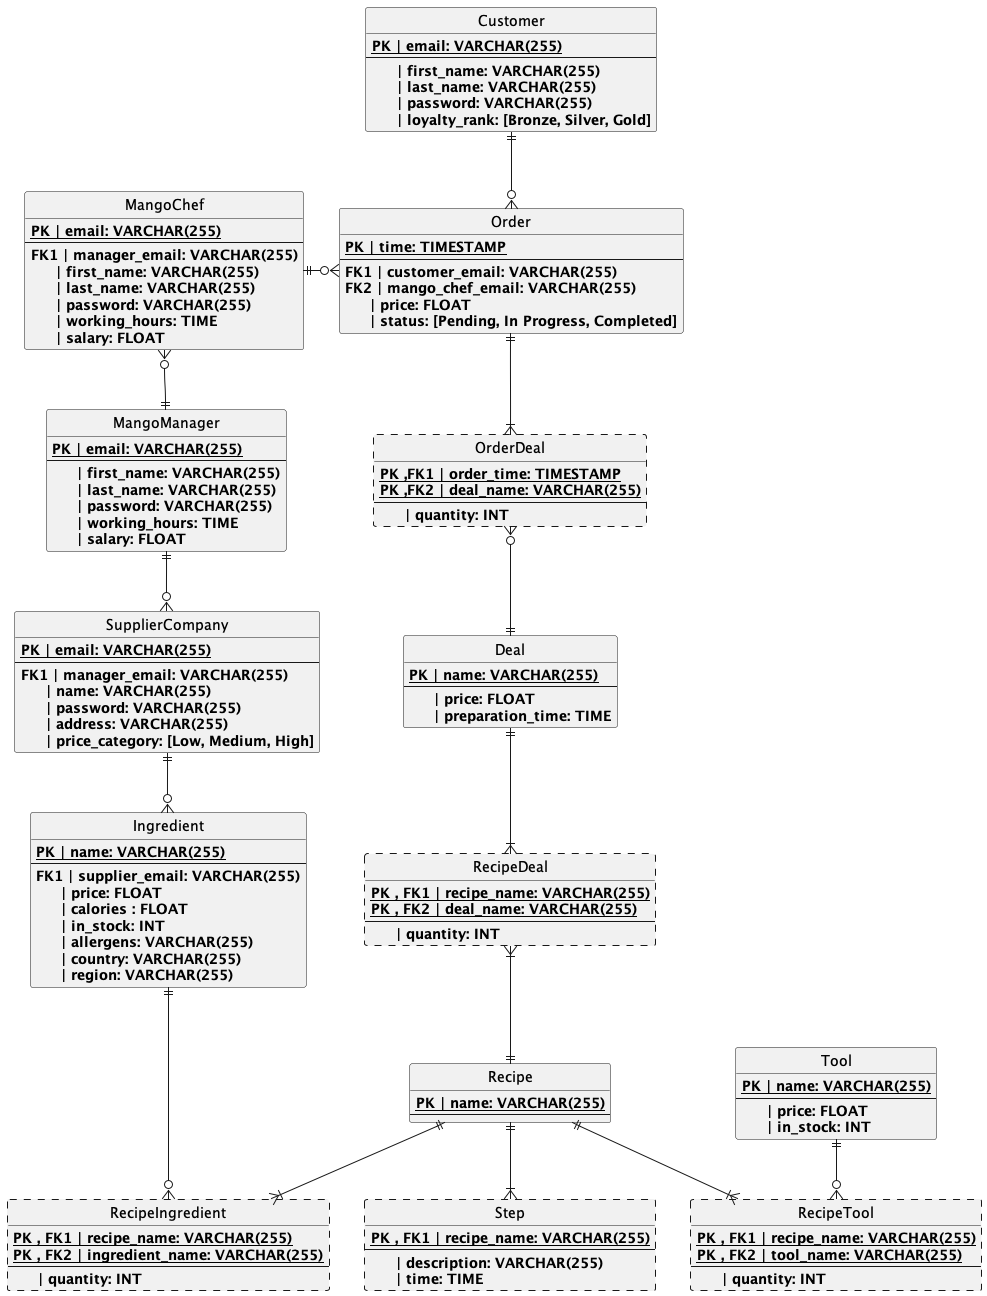 Customer
PK | email: VARCHAR(255)
| first_name: VARCHAR(255)
| last_name: VARCHAR(255)
| password: VARCHAR(255)
| loyalty_rank: [Bronze, Silver, Gold]
MangoChef
PK | email: VARCHAR(255)
FK1 | manager_email: VARCHAR(255)
| first_name: VARCHAR(255)
| last_name: VARCHAR(255)
| password: VARCHAR(255)
| working_hours: TIME
| salary: FLOAT
Order
PK | time: TIMESTAMP
FK1 | customer_email: VARCHAR(255)
FK2 | mango_chef_email: VARCHAR(255)
| price: FLOAT
| status: [Pending, In Progress, Completed]
MangoManager
PK | email: VARCHAR(255)
| first_name: VARCHAR(255)
| last_name: VARCHAR(255)
| password: VARCHAR(255)
| working_hours: TIME
| salary: FLOAT
OrderDeal
PK ,FK1 | order_time: TIMESTAMP
PK ,FK2 | deal_name: VARCHAR(255)
| quantity: INT
SupplierCompany
PK | email: VARCHAR(255)
FK1 | manager_email: VARCHAR(255)
| name: VARCHAR(255)
| password: VARCHAR(255)
| address: VARCHAR(255)
| price_category: [Low, Medium, High]
Deal
PK | name: VARCHAR(255)
| price: FLOAT
| preparation_time: TIME
Ingredient
PK | name: VARCHAR(255)
FK1 | supplier_email: VARCHAR(255)
| price: FLOAT
| calories : FLOAT
| in_stock: INT
| allergens: VARCHAR(255)
| country: VARCHAR(255)
| region: VARCHAR(255)
RecipeDeal
PK , FK1 | recipe_name: VARCHAR(255)
PK , FK2 | deal_name: VARCHAR(255)
| quantity: INT
Recipe
PK | name: VARCHAR(255)
Tool
PK | name: VARCHAR(255)
| price: FLOAT
| in_stock: INT
RecipeIngredient
PK , FK1 | recipe_name: VARCHAR(255)
PK , FK2 | ingredient_name: VARCHAR(255)
| quantity: INT
Step
PK , FK1 | recipe_name: VARCHAR(255)
| description: VARCHAR(255)
| time: TIME
RecipeTool
PK , FK1 | recipe_name: VARCHAR(255)
PK , FK2 | tool_name: VARCHAR(255)
| quantity: INT